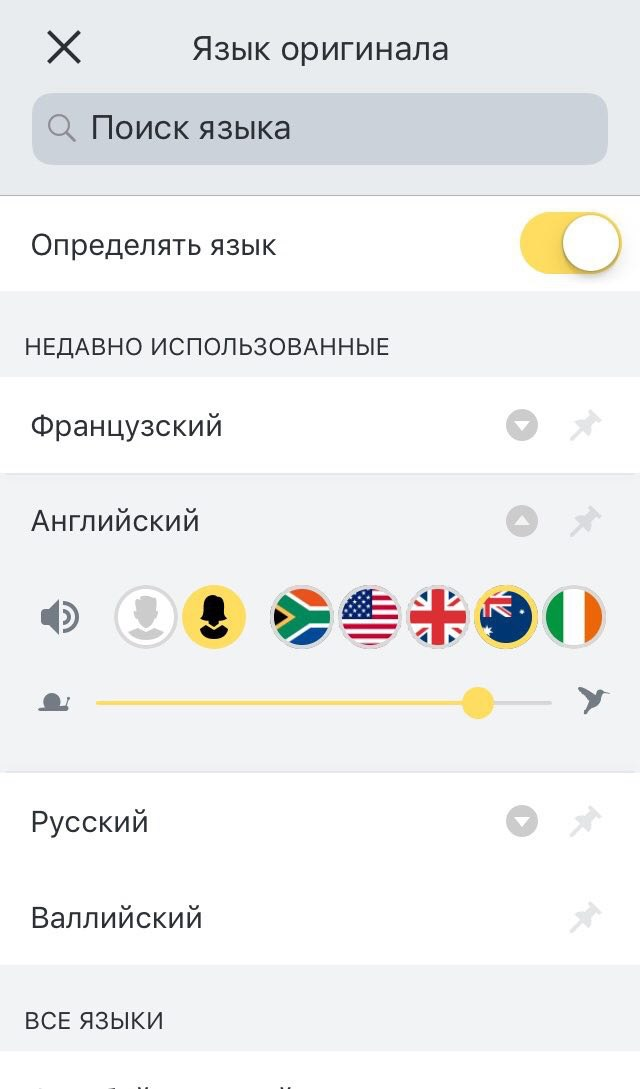 Язык оригинала
Поиск языка
Определять язык
НЕДАВНО ИСПОЛЬЗОВАННЫЕ
Французский
Английский
Русский
Валлийский
ВСЕ ЯЗЫКИ